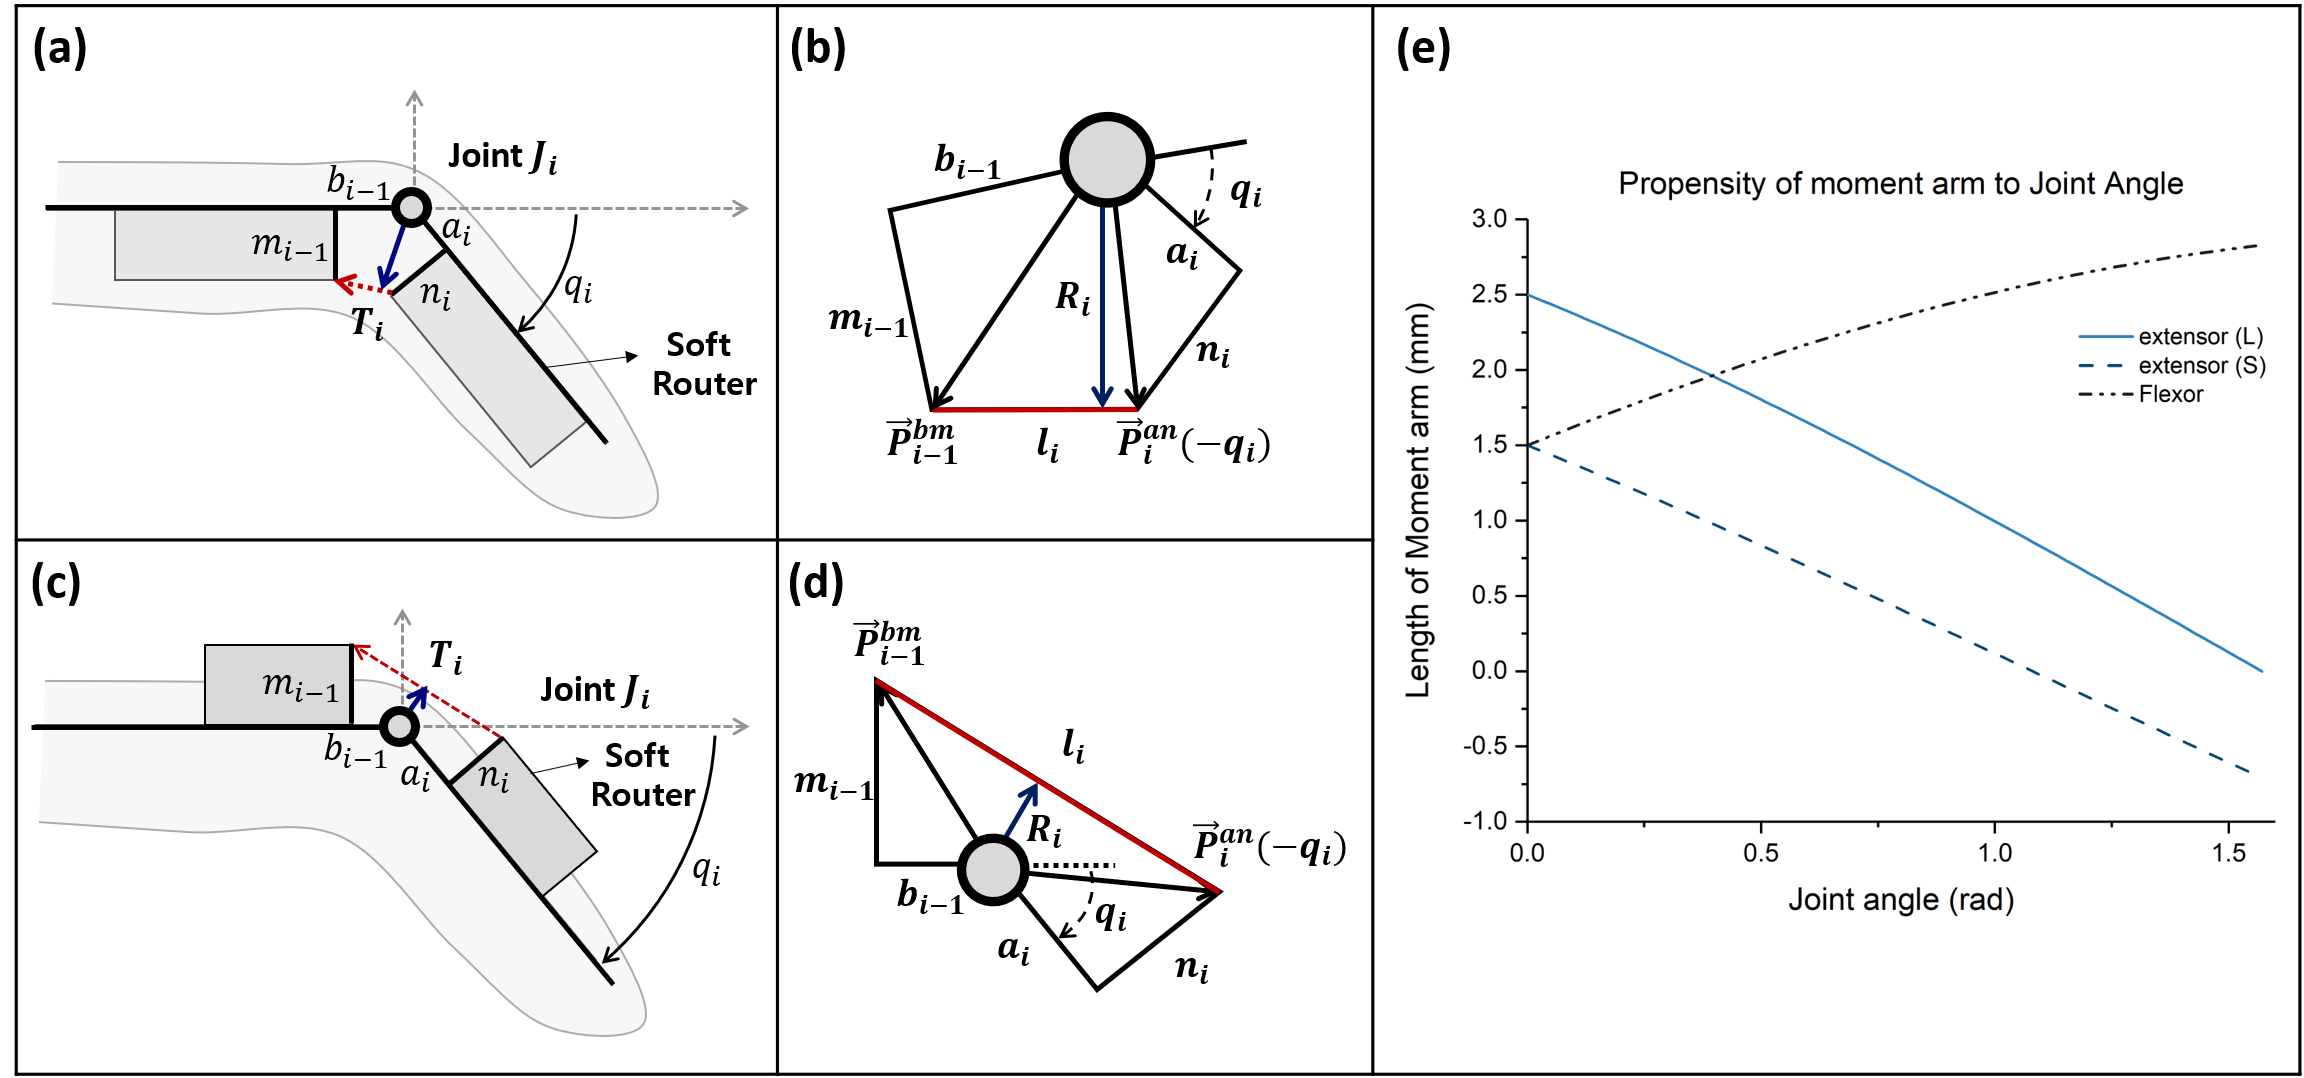 (a)
Joint J_i
b_{i-1}
m_{i-1}
a_i
n_i
q_i
T_i
Soft
Router
(b)
b_{i-1}
q_i
a_i
R_i
m_{i-1}
n_i
\vec{P}_{i-1}^{bm}
l_i
\vec{P}_i^{an}(-q_i)
(c)
m_{i-1}
T_i
Joint J_i
b_{i-1}
a_i
n_i
Soft
Router
q_i
(d)
\vec{P}_{i-1}^{bm}
l_i
m_{i-1}
R_i
\vec{P}_i^{an}(-q_i)
b_{i-1}
q_i
a_i
n_i
(e)
Propensity of moment arm to Joint Angle
Length of Moment arm (mm)
3.0
2.5
2.0
1.5
1.0
0.5
0.0
-0.5
-1.0
extensor (L)
extensor (S)
Flexor
0.0 0.5 1.0 1.5
Joint angle (rad)